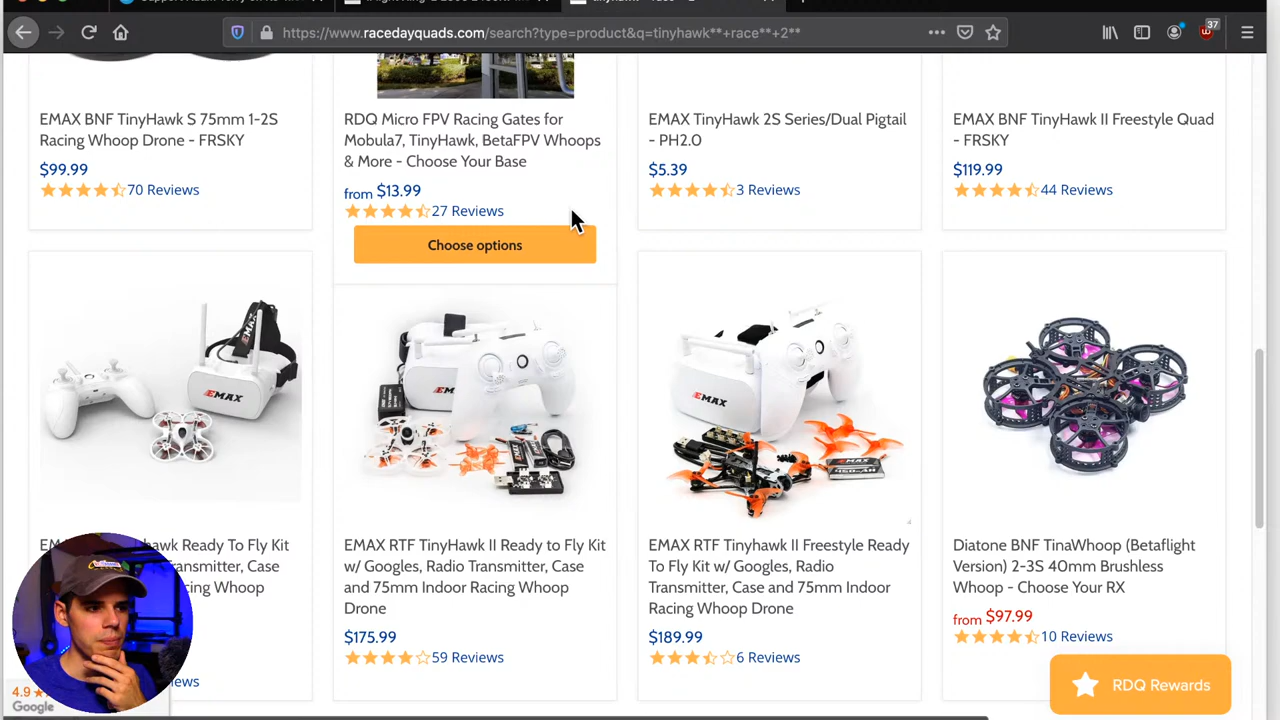 https://www.racedayquads.com/search?type=product&q=tinyhawk**+race**+2**
37
EMAX BNF TinyHawk S 75mm 1-2S
Racing Whoop Drone - FRSKY
$99.99
70 Reviews
RDQ Micro FPV Racing Gates for
Mobula7, TinyHawk, BetaFPV Whoops
& More - Choose Your Base
from $13.99
27 Reviews
Choose options
EMAX TinyHawk 2S Series/Dual Pigtail
- PH2.0
$5.39
3 Reviews
EMAX BNF TinyHawk II Freestyle Quad
- FRSKY
$119.99
44 Reviews
EMAX
EMAX
450mAH
hawk Ready To Fly Kit
Transmitter, Case
cing Whoop
EMAX RTF TinyHawk II Ready to Fly Kit
w/ Googles, Radio Transmitter, Case
and 75mm Indoor Racing Whoop
Drone
$175.99
59 Reviews
EMAX RTF Tinyhawk II Freestyle Ready
To Fly Kit w/ Googles, Radio
Transmitter, Case and 75mm Indoor
Racing Whoop Drone
$189.99
6 Reviews
Diatone BNF TinaWhoop (Betaflight
Version) 2-3S 40mm Brushless
Whoop - Choose Your RX
from $97.99
10 Reviews
4.9
Google
RDQ Rewards